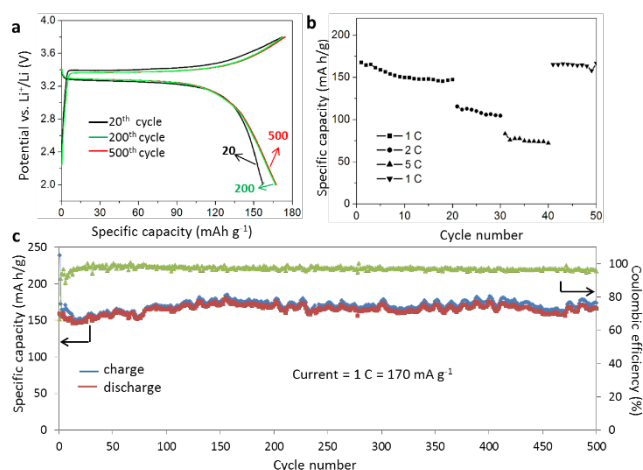 a
Potential vs. Li⁺/Li (V)
3.8
3.2
2.6
2.0
0 30 60 90 120 150 180
Specific capacity (mAh g⁻¹)
20th cycle
200th cycle
500th cycle
20
500
200
b
Specific capacity (mA h/g)
200
150
100
50
0
0 10 20 30 40 50
Cycle number
1 C
2 C
5 C
1 C
c
Specific capacity (mA h/g)
250
200
150
100
50
0
0 50 100 150 200 250 300 350 400 450 500
Cycle number
charge
discharge
Current = 1 C = 170 mA g⁻¹
100
80
60
40
20
0
Coulombic efficiency (%)